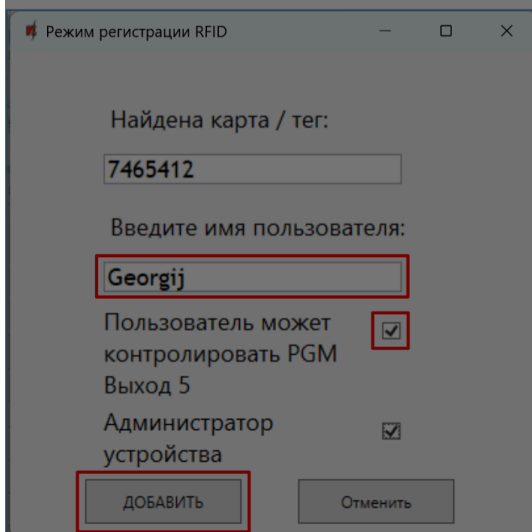 Режим регистрации RFID
Найдена карта / тег:
7465412
Введите имя пользователя:
Georgij
Пользователь может
контролировать PGM
Выход 5
Администратор
устройства
ДОБАВИТЬ
Отменить